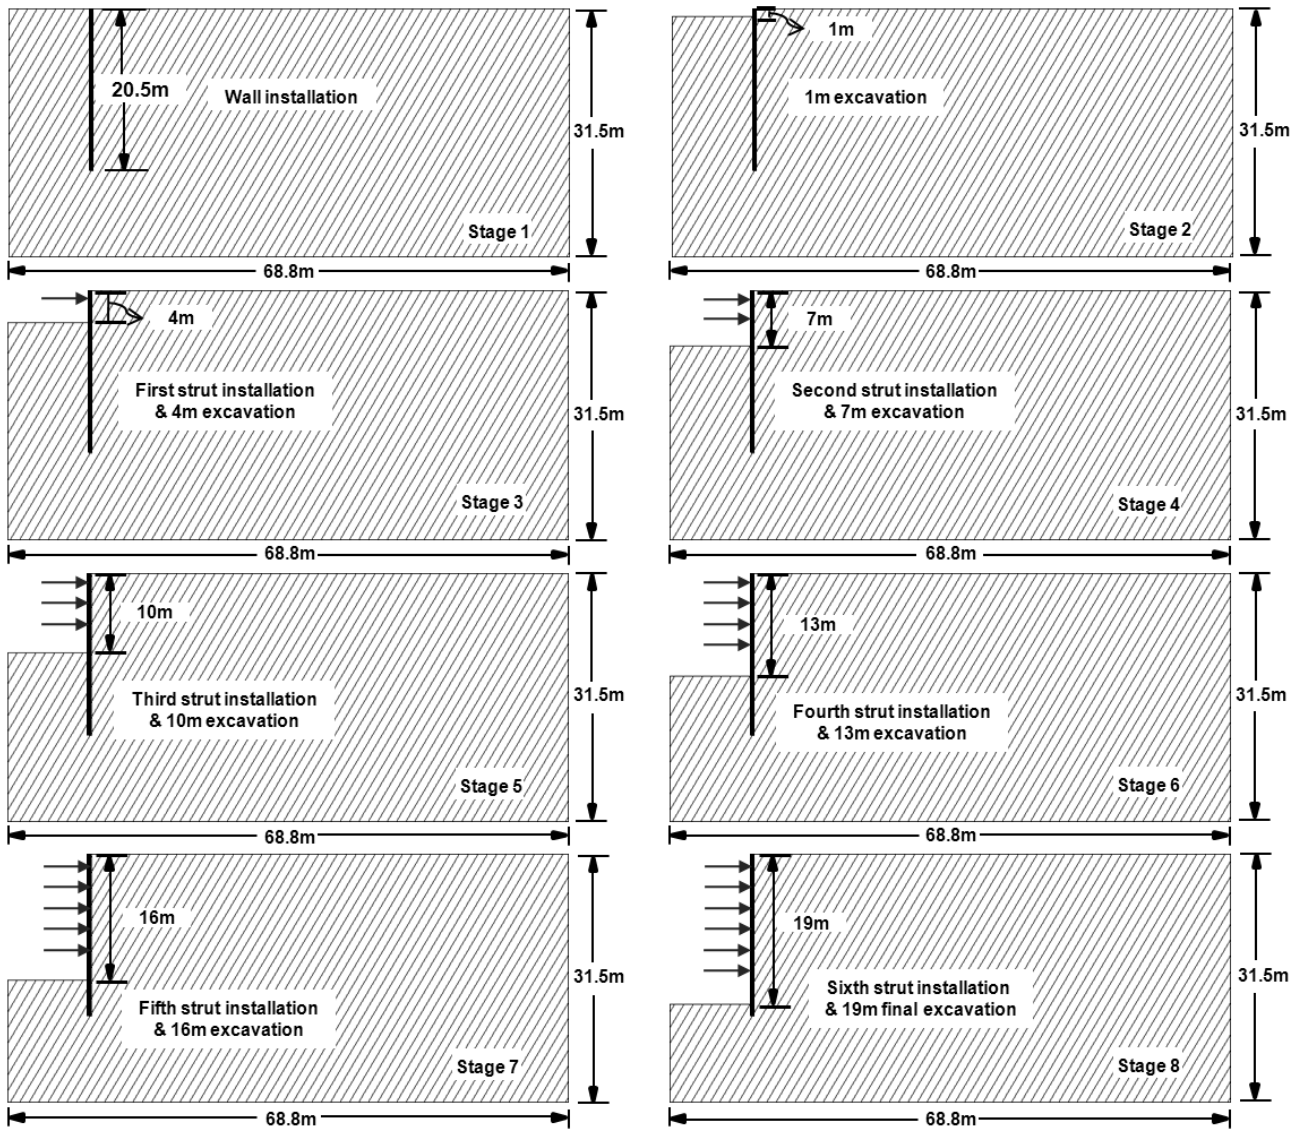 20.5m
Wall installation
31.5m
Stage 1
68.8m
1m
1m excavation
31.5m
Stage 2
68.8m
4m
First strut installation
& 4m excavation
31.5m
Stage 3
68.8m
7m
Second strut installation
& 7m excavation
31.5m
Stage 4
68.8m
10m
Third strut installation
& 10m excavation
31.5m
Stage 5
68.8m
13m
Fourth strut installation
& 13m excavation
31.5m
Stage 6
68.8m
16m
Fifth strut installation
& 16m excavation
31.5m
Stage 7
68.8m
19m
Sixth strut installation
& 19m final excavation
31.5m
Stage 8
68.8m